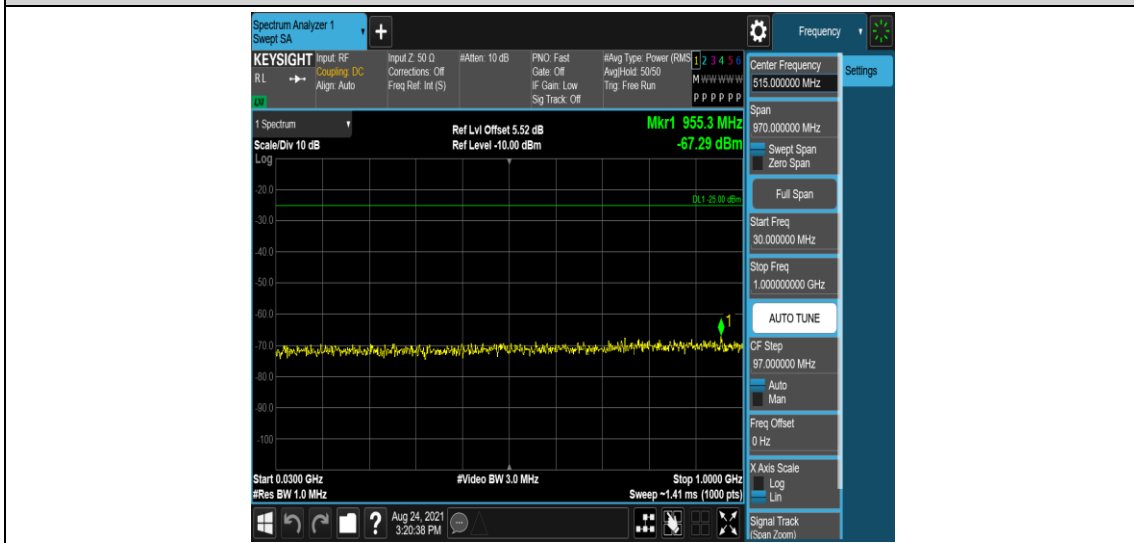 Spectrum Analyzer 1
Swept SA
+
Frequency
KEYSIGHT
RL
Input: RF
Coupling: DC
Align: Auto
Input Z: 50 Ω
Corrections: Off
Freq Ref: Int (S)
#Atten: 10 dB
PNO: Fast
Gate: Off
IF Gain: Low
Sig Track: Off
#Avg Type: Power (RMS
Avg|Hold: 50/50
Trig: Free Run
1 2 3 4 5 6
M W W W W W
P P P P P P
Center Frequency
515.000000 MHz
Settings
1 Spectrum
Scale/Div 10 dB
Ref Lvl Offset 5.52 dB
Ref Level -10.00 dBm
Mkr1 955.3 MHz
-67.29 dBm
Log
-20.0
-30.0
-40.0
-50.0
-60.0
-70.0
-80.0
-90.0
-100
DL1 -25.00 dBm
1
Start 0.0300 GHz
#Res BW 1.0 MHz
#Video BW 3.0 MHz
Stop 1.0000 GHz
Sweep ~1.41 ms (1000 pts)
Span
970.000000 MHz
Swept Span
Zero Span
Full Span
Start Freq
30.000000 MHz
Stop Freq
1.000000000 GHz
AUTO TUNE
CF Step
97.000000 MHz
Auto
Man
Freq Offset
0 Hz
X Axis Scale
Log
Lin
Signal Track
(Span Zoom)
?
Aug 24, 2021
3:20:38 PM